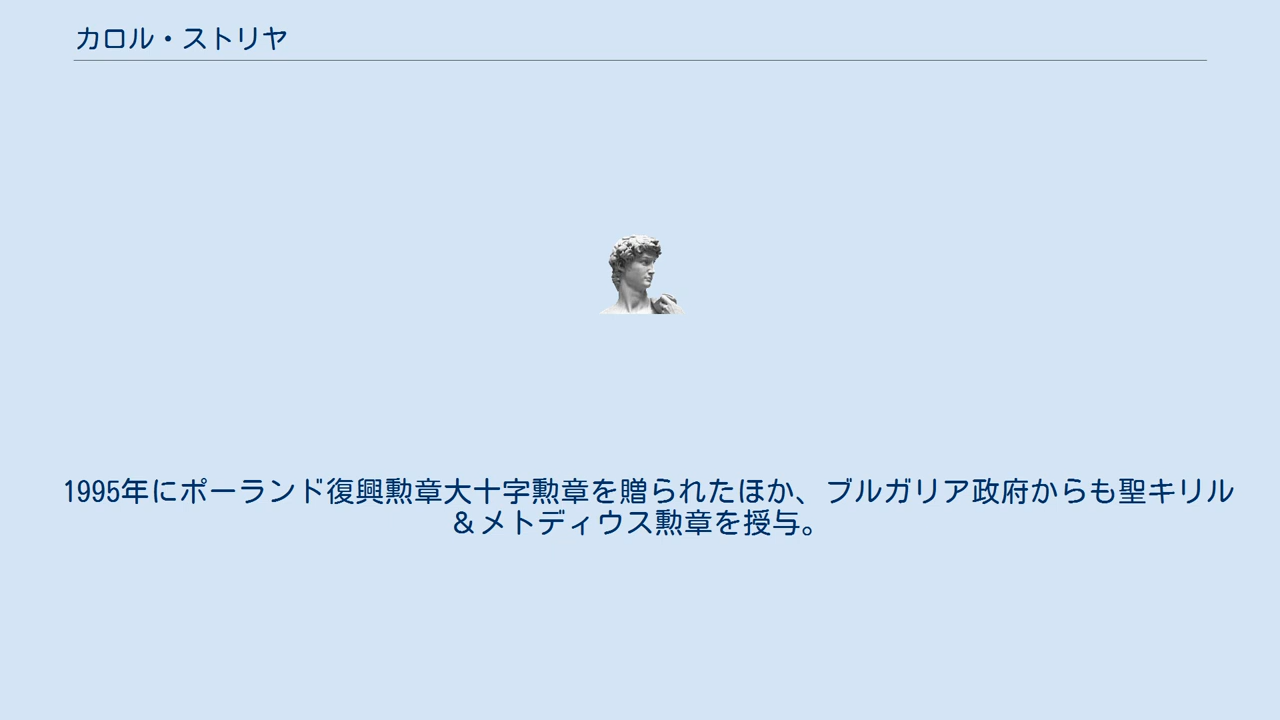 カロル・ストリヤ
1995年にポーランド復興勲章大十字勲章を贈られたほか、ブルガリア政府からも聖キリル
＆メトディウス勲章を授与。